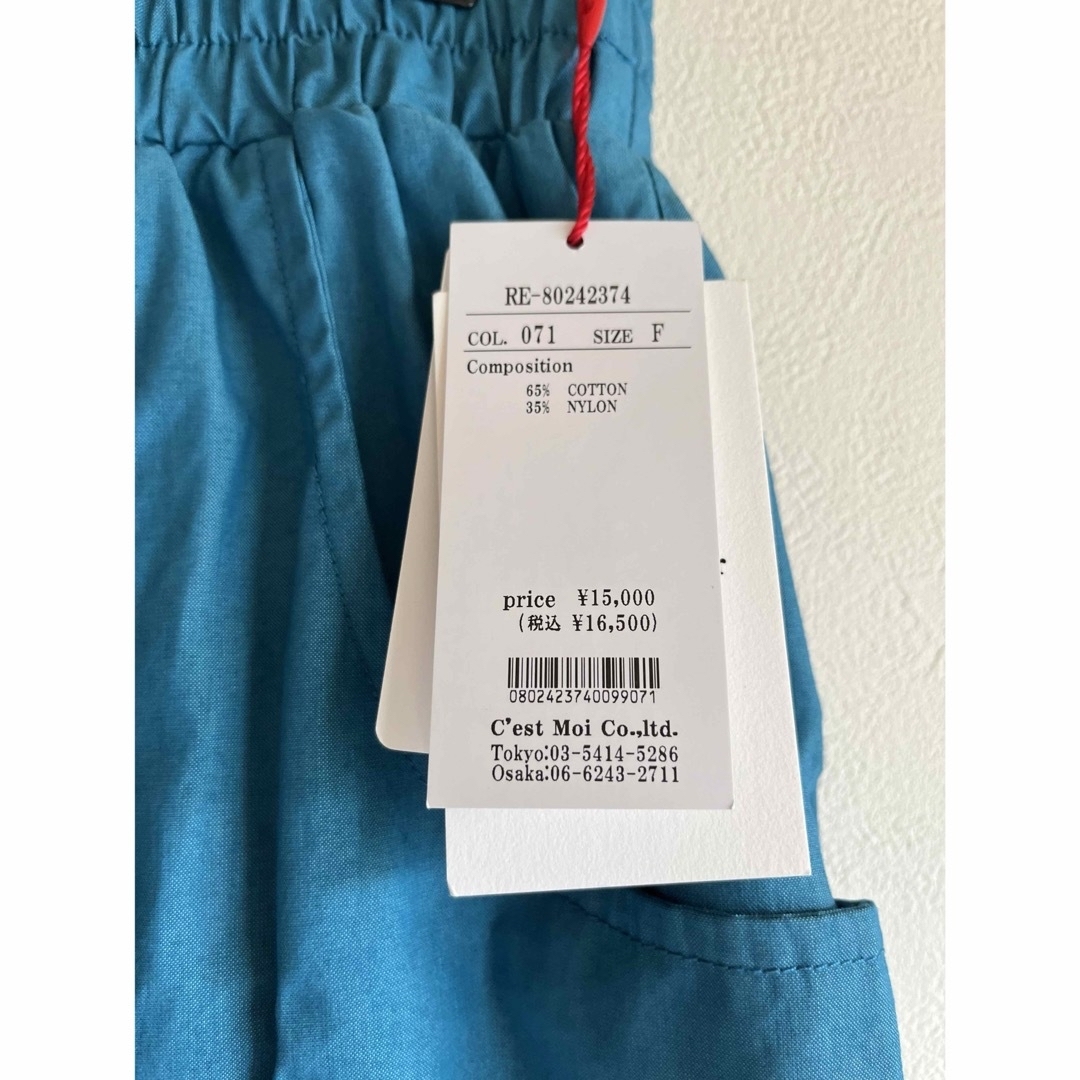 RE-80242374
COL. 071 SIZE F
Composition
65% COTTON
35% NYLON
price ¥15,000
(税込 ¥16,500)
0802423740099071
C'est Moi Co.,ltd.
Tokyo:03-5414-5286
Osaka:06-6243-2711